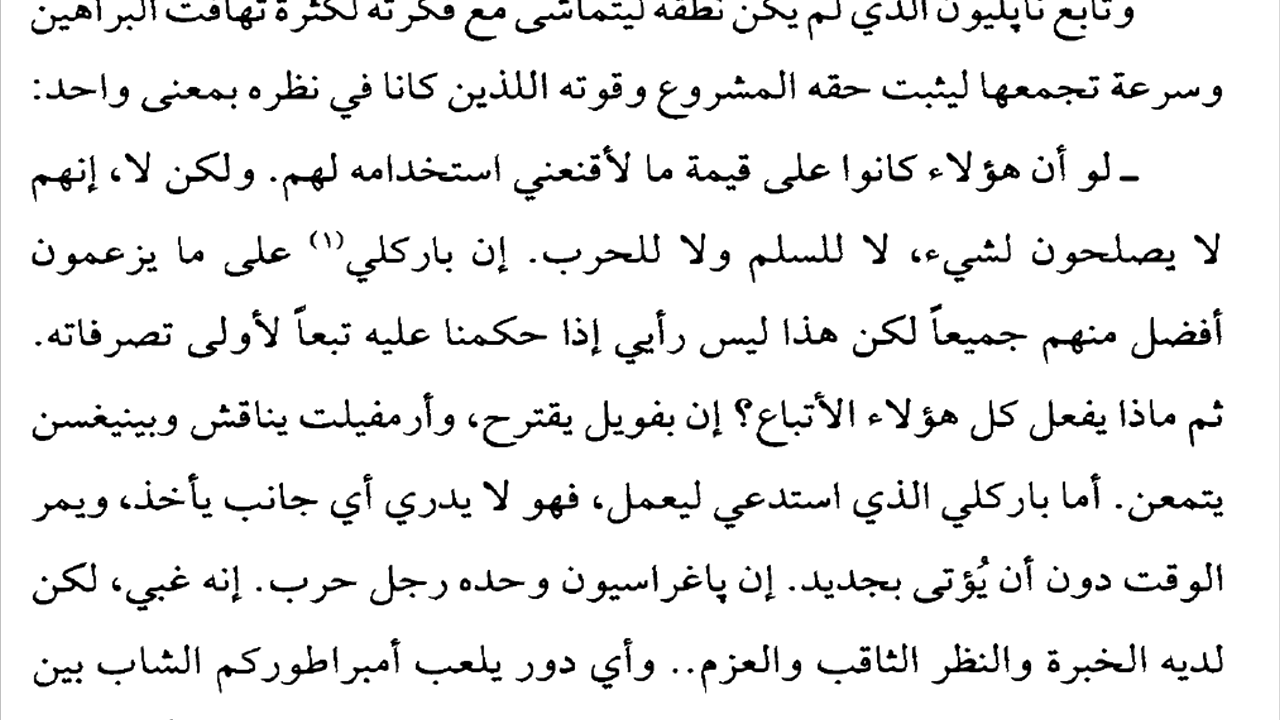 وتابع ناپليون الذي لم يكن نطقه ليتماشى مع فكرته لكثرة تهافت البراهين
وسرعة تجمعها ليثبت حقه المشروع وقوته اللذين كانا في نظره بمعنى واحد:
ـ لو أن هؤلاء كانوا على قيمة ما لأقنعني استخدامه لهم. ولكن لا، إنهم
لا يصلحون لشيء، لا للسلم ولا للحرب. إن باركلي(١) على ما يزعمون
أفضل منهم جميعاً لكن هذا ليس رأيي إذا حكمنا عليه تبعاً لأولى تصرفاته.
ثم ماذا يفعل كل هؤلاء الأتباع؟ إن بفويل يقترح، وأرمفيلت يناقش وبينيغسن
يتمعن. أما باركلي الذي استدعي ليعمل، فهو لا يدري أي جانب يأخذ، ويمر
الوقت دون أن يُؤتى بجديد. إن پاغراسيون وحده رجل حرب. إنه غبي، لكن
لديه الخبرة والنظر الثاقب والعزم.. وأي دور يلعب أمبراطوركم الشاب بين